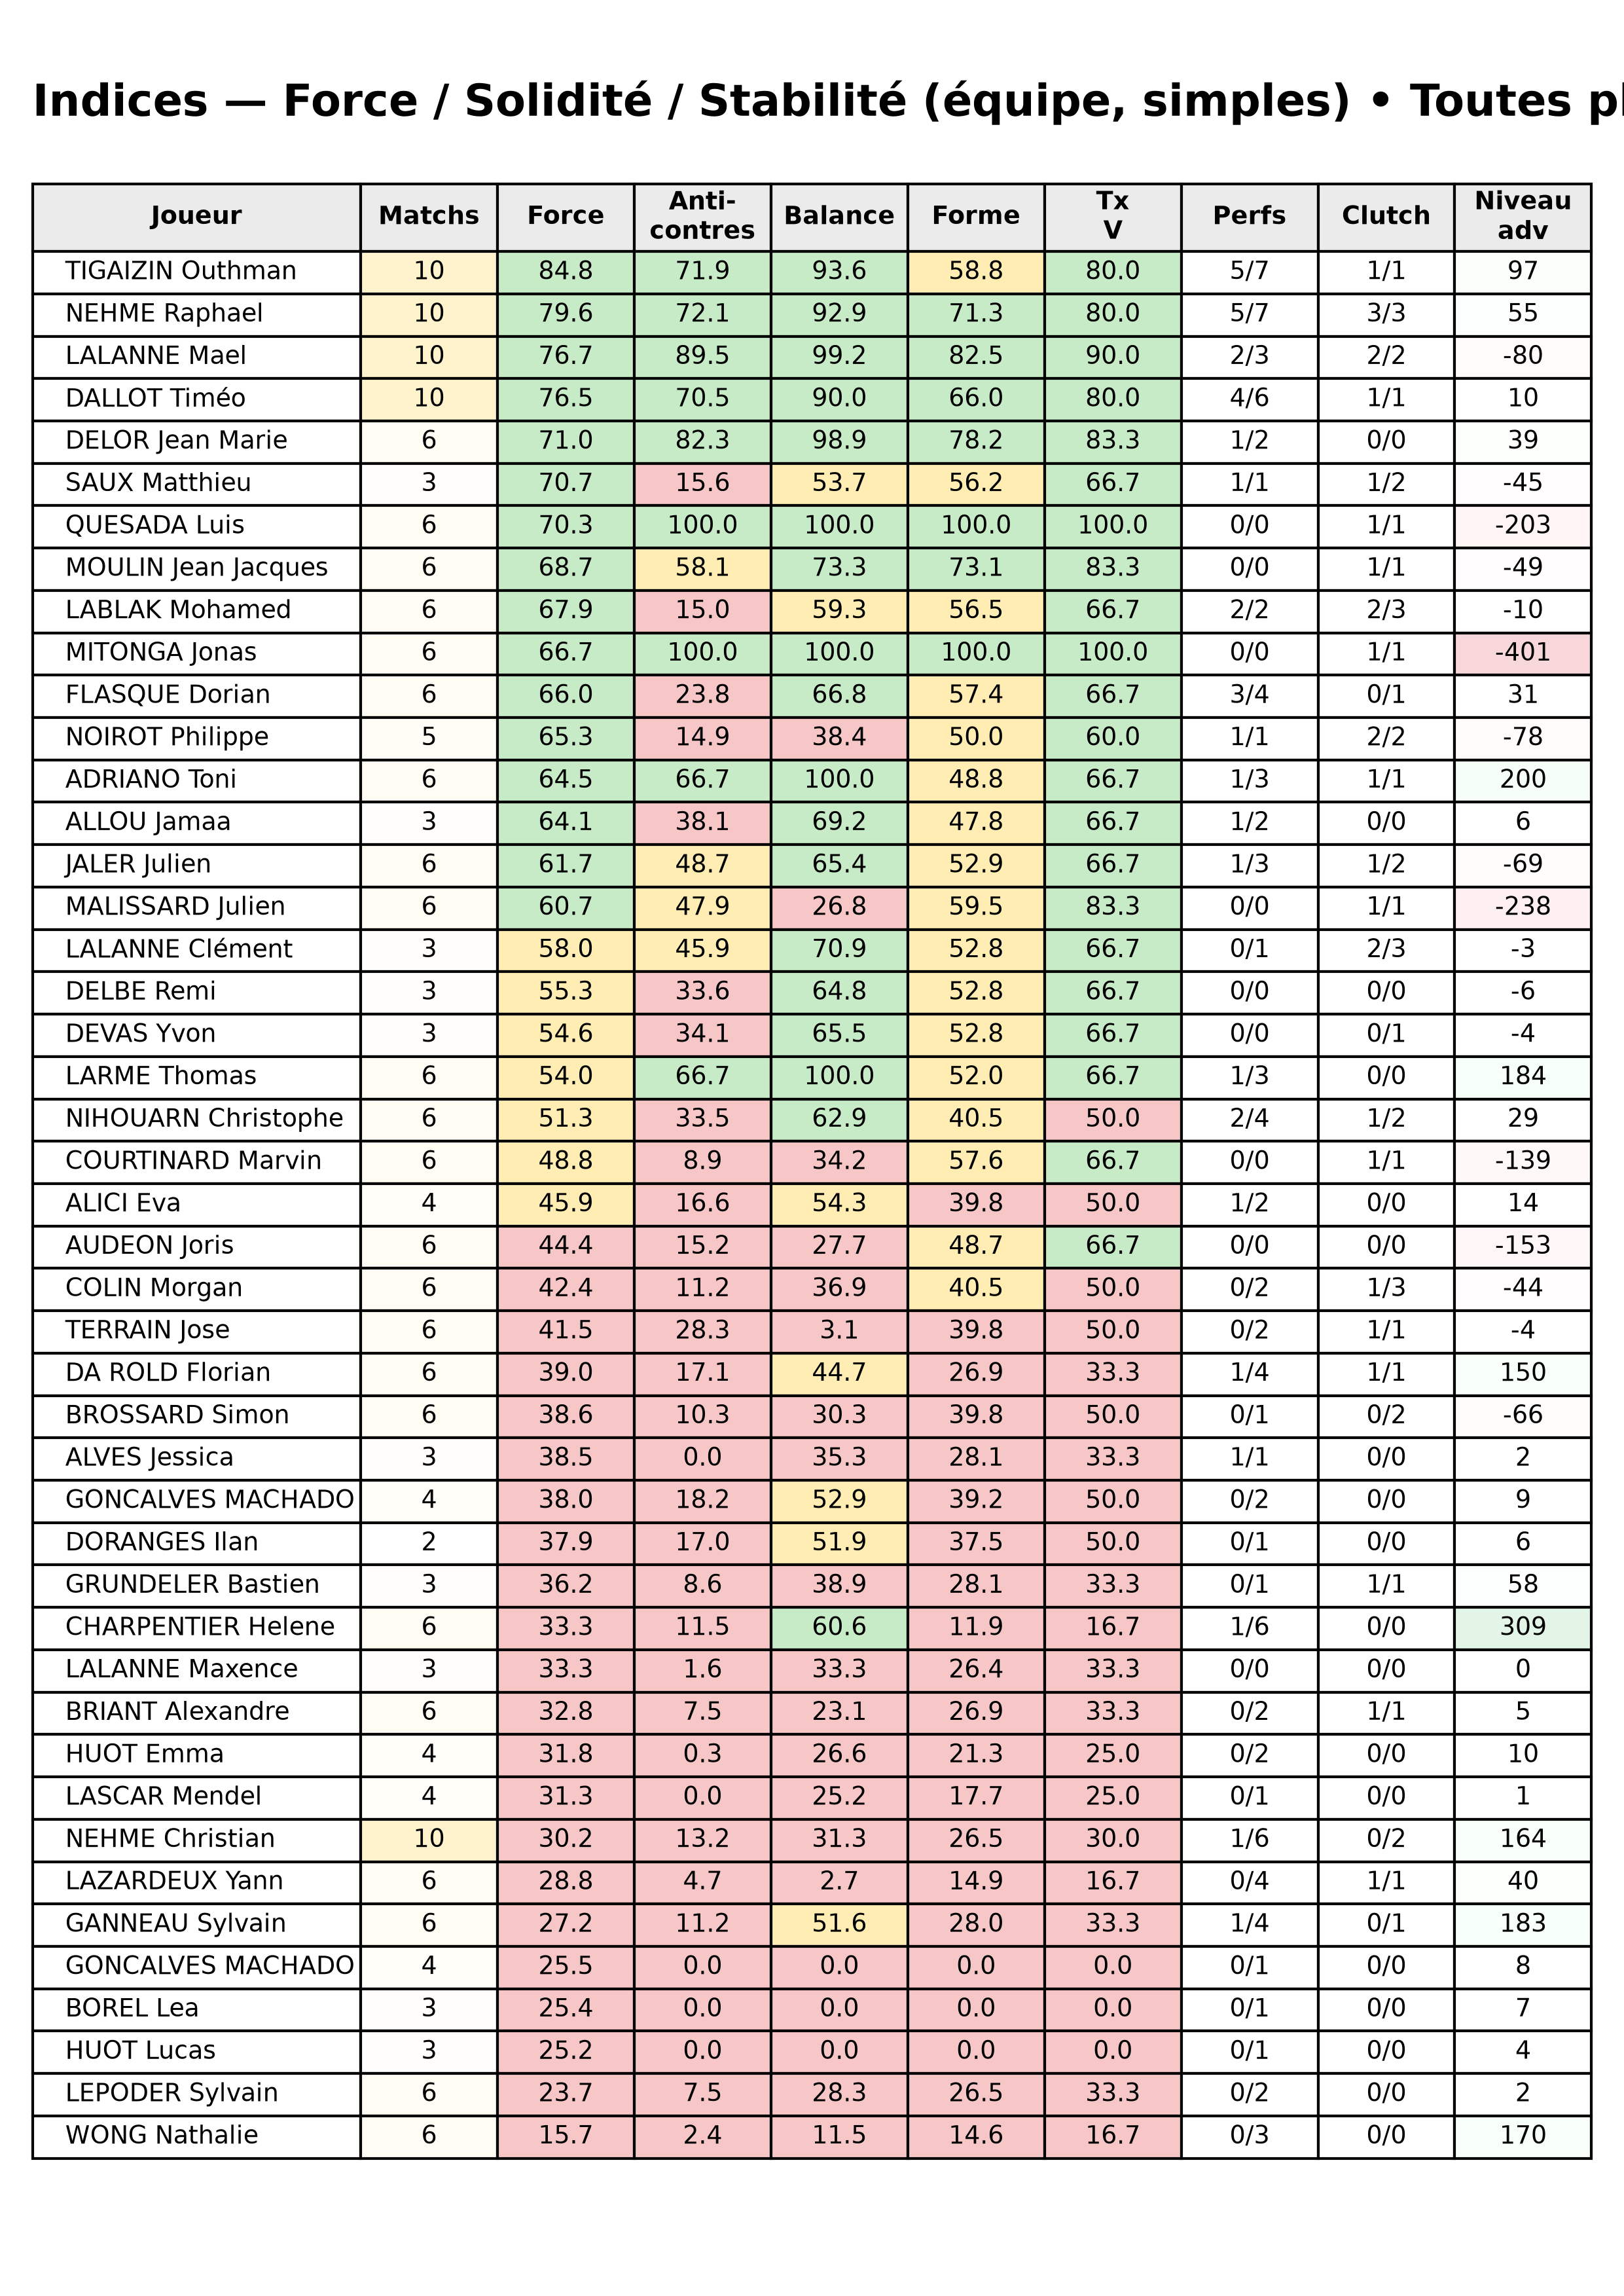 Indices — Force / Solidité / Stabilité (équipe, simples) • Toutes pl
Joueur Matchs Force Anti-contres Balance Forme Tx V Perfs Clutch Niveau adv
TIGAIZIN Outhman 10 84.8 71.9 93.6 58.8 80.0 5/7 1/1 97
NEHME Raphael 10 79.6 72.1 92.9 71.3 80.0 5/7 3/3 55
LALANNE Mael 10 76.7 89.5 99.2 82.5 90.0 2/3 2/2 -80
DALLOT Timéo 10 76.5 70.5 90.0 66.0 80.0 4/6 1/1 10
DELOR Jean Marie 6 71.0 82.3 98.9 78.2 83.3 1/2 0/0 39
SAUX Matthieu 3 70.7 15.6 53.7 56.2 66.7 1/1 1/2 -45
QUESADA Luis 6 70.3 100.0 100.0 100.0 100.0 0/0 1/1 -203
MOULIN Jean Jacques 6 68.7 58.1 73.3 73.1 83.3 0/0 1/1 -49
LABLAK Mohamed 6 67.9 15.0 59.3 56.5 66.7 2/2 2/3 -10
MITONGA Jonas 6 66.7 100.0 100.0 100.0 100.0 0/0 1/1 -401
FLASQUE Dorian 6 66.0 23.8 66.8 57.4 66.7 3/4 0/1 31
NOIROT Philippe 5 65.3 14.9 38.4 50.0 60.0 1/1 2/2 -78
ADRIANO Toni 6 64.5 66.7 100.0 48.8 66.7 1/3 1/1 200
ALLOU Jamaa 3 64.1 38.1 69.2 47.8 66.7 1/2 0/0 6
JALER Julien 6 61.7 48.7 65.4 52.9 66.7 1/3 1/2 -69
MALISSARD Julien 6 60.7 47.9 26.8 59.5 83.3 0/0 1/1 -238
LALANNE Clément 3 58.0 45.9 70.9 52.8 66.7 0/1 2/3 -3
DELBE Remi 3 55.3 33.6 64.8 52.8 66.7 0/0 0/0 -6
DEVAS Yvon 3 54.6 34.1 65.5 52.8 66.7 0/0 0/1 -4
LARME Thomas 6 54.0 66.7 100.0 52.0 66.7 1/3 0/0 184
NIHOUARN Christophe 6 51.3 33.5 62.9 40.5 50.0 2/4 1/2 29
COURTINARD Marvin 6 48.8 8.9 34.2 57.6 66.7 0/0 1/1 -139
ALICI Eva 4 45.9 16.6 54.3 39.8 50.0 1/2 0/0 14
AUDEON Joris 6 44.4 15.2 27.7 48.7 66.7 0/0 0/0 -153
COLIN Morgan 6 42.4 11.2 36.9 40.5 50.0 0/2 1/3 -44
TERRAIN Jose 6 41.5 28.3 3.1 39.8 50.0 0/2 1/1 -4
DA ROLD Florian 6 39.0 17.1 44.7 26.9 33.3 1/4 1/1 150
BROSSARD Simon 6 38.6 10.3 30.3 39.8 50.0 0/1 0/2 -66
ALVES Jessica 3 38.5 0.0 35.3 28.1 33.3 1/1 0/0 2
GONCALVES MACHADO 4 38.0 18.2 52.9 39.2 50.0 0/2 0/0 9
DORANGES Ilan 2 37.9 17.0 51.9 37.5 50.0 0/1 0/0 6
GRUNDELER Bastien 3 36.2 8.6 38.9 28.1 33.3 0/1 1/1 58
CHARPENTIER Helene 6 33.3 11.5 60.6 11.9 16.7 1/6 0/0 309
LALANNE Maxence 3 33.3 1.6 33.3 26.4 33.3 0/0 0/0 0
BRIANT Alexandre 6 32.8 7.5 23.1 26.9 33.3 0/2 1/1 5
HUOT Emma 4 31.8 0.3 26.6 21.3 25.0 0/2 0/0 10
LASCAR Mendel 4 31.3 0.0 25.2 17.7 25.0 0/1 0/0 1
NEHME Christian 10 30.2 13.2 31.3 26.5 30.0 1/6 0/2 164
LAZARDEUX Yann 6 28.8 4.7 2.7 14.9 16.7 0/4 1/1 40
GANNEAU Sylvain 6 27.2 11.2 51.6 28.0 33.3 1/4 0/1 183
GONCALVES MACHADO 4 25.5 0.0 0.0 0.0 0.0 0/1 0/0 8
BOREL Lea 3 25.4 0.0 0.0 0.0 0.0 0/1 0/0 7
HUOT Lucas 3 25.2 0.0 0.0 0.0 0.0 0/1 0/0 4
LEPODER Sylvain 6 23.7 7.5 28.3 26.5 33.3 0/2 0/0 2
WONG Nathalie 6 15.7 2.4 11.5 14.6 16.7 0/3 0/0 170